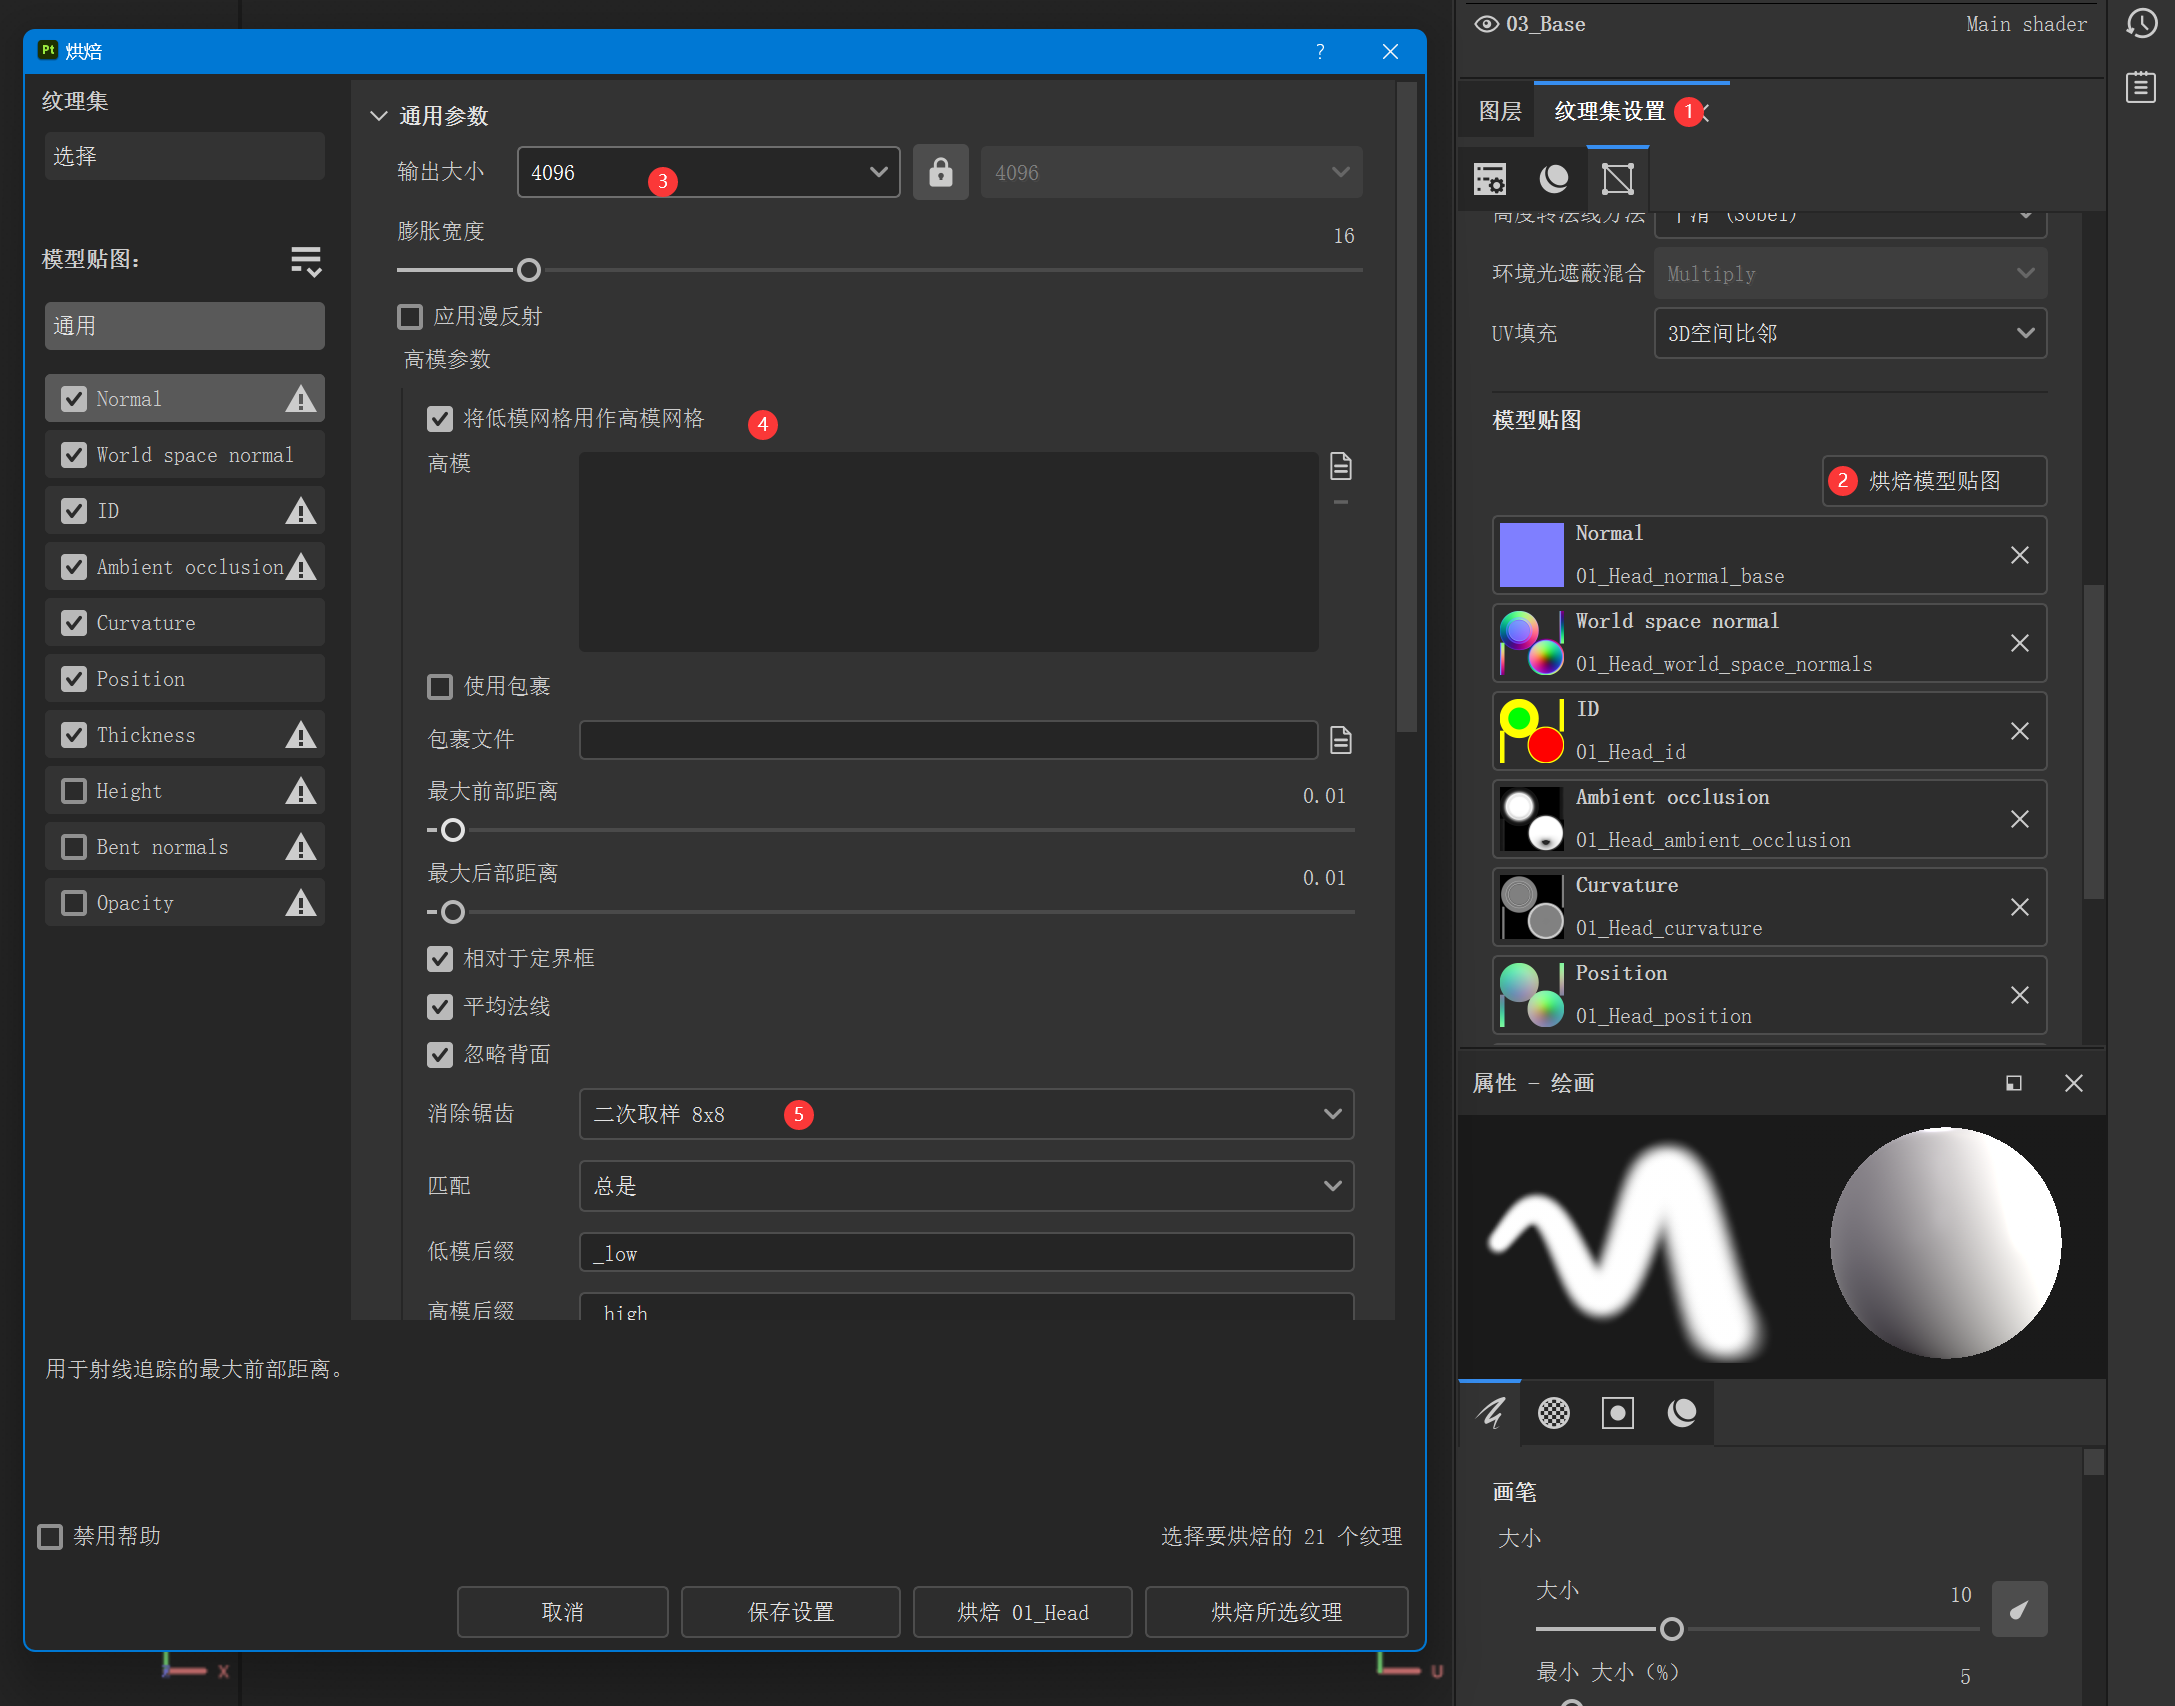 Pt 烘焙 ?
纹理集
选择
模型贴图:
通用
Normal
World space normal
ID
Ambient occlusion
Curvature
Position
Thickness
Height
Bent normals
Opacity
通用参数
输出大小 4096 3 4096
膨胀宽度 16
应用漫反射
高模参数
将低模网格用作高模网格 4
高模
使用包裹
包裹文件
最大前部距离 0.01
最大后部距离 0.01
相对于定界框
平均法线
忽略背面
消除锯齿 二次取样 8x8 5
匹配 总是
低模后缀 _low
高模后缀 _high
用于射线追踪的最大前部距离。
禁用帮助
选择要烘焙的 21 个纹理
取消 保存设置 烘焙 01_Head 烘焙所选纹理
X
U
03_Base Main shader
图层 纹理集设置 1
高度转法线方法 平滑 (Sobel)
环境光遮蔽混合 Multiply
UV填充 3D空间比邻
模型贴图
2 烘焙模型贴图
Normal
01_Head_normal_base
World space normal
01_Head_world_space_normals
ID
01_Head_id
Ambient occlusion
01_Head_ambient_occlusion
Curvature
01_Head_curvature
Position
01_Head_position
属性 - 绘画
画笔
大小
大小 10
最小 大小 (%) 5